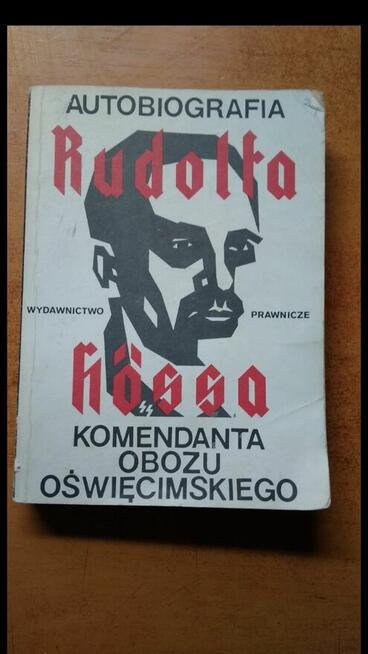 AUTOBIOGRAFIA
Rudolfa
WYDAWNICTWO PRAWNICZE
Hössa
KOMENDANTA
OBOZU
OŚWIĘCIMSKIEGO